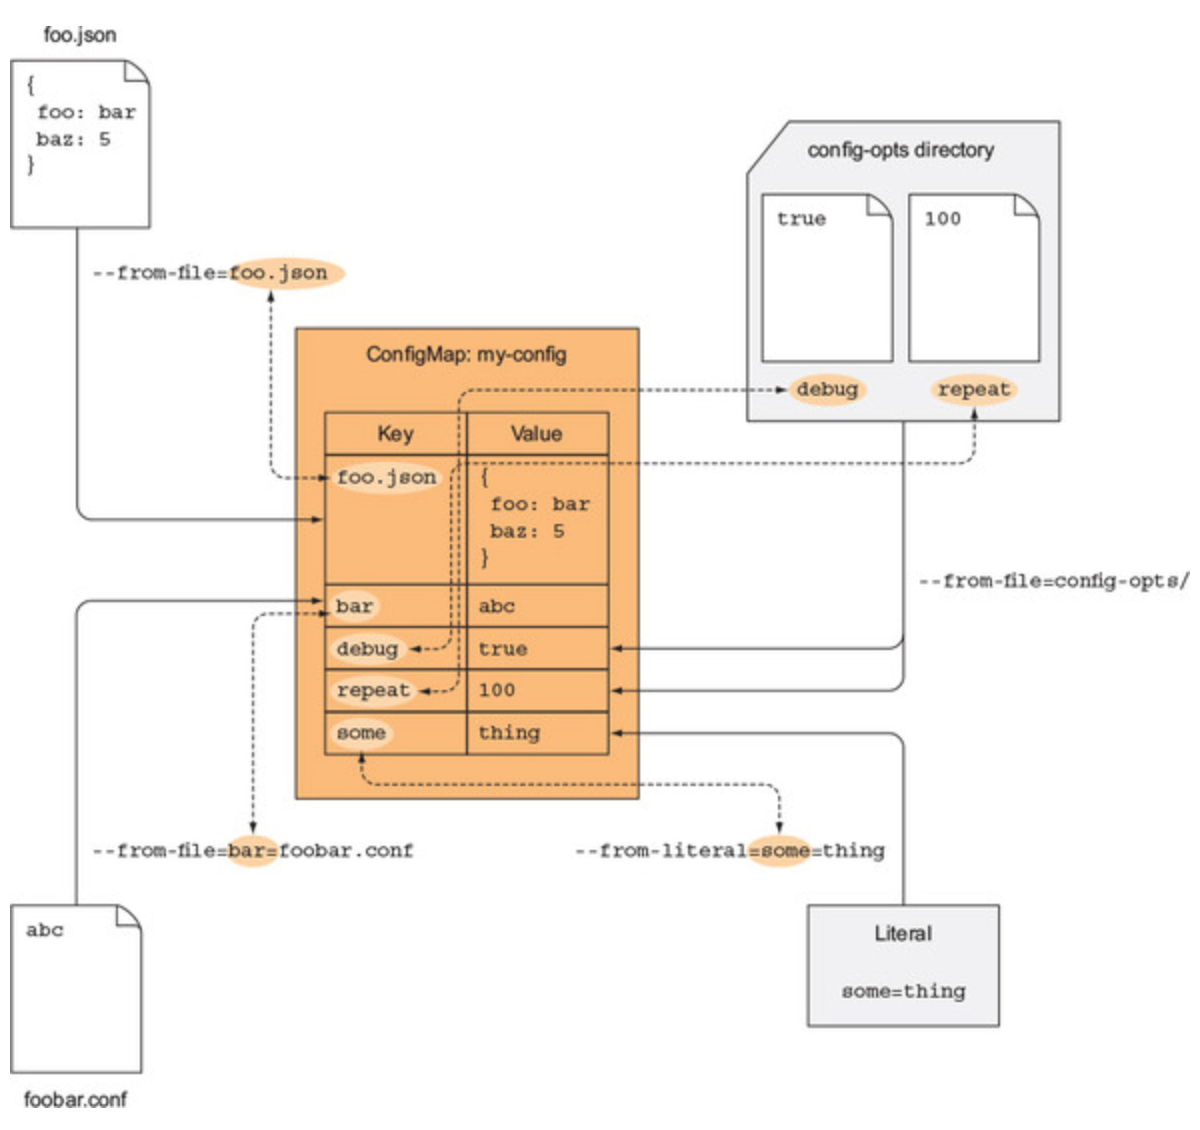 foo.json
{
foo: bar
baz: 5
}
--from-file=foo.json
config-opts directory
true
100
debug
repeat
ConfigMap: my-config
Key
Value
foo.json
{
foo: bar
baz: 5
}
bar
abc
debug
true
repeat
100
some
thing
--from-file=config-opts/
--from-file=bar=foobar.conf
--from-literal=some=thing
abc
foobar.conf
Literal
some=thing